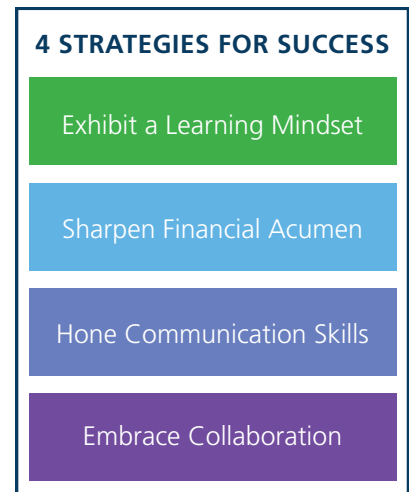 4 STRATEGIES FOR SUCCESS
Exhibit a Learning Mindset
Sharpen Financial Acumen
Hone Communication Skills
Embrace Collaboration